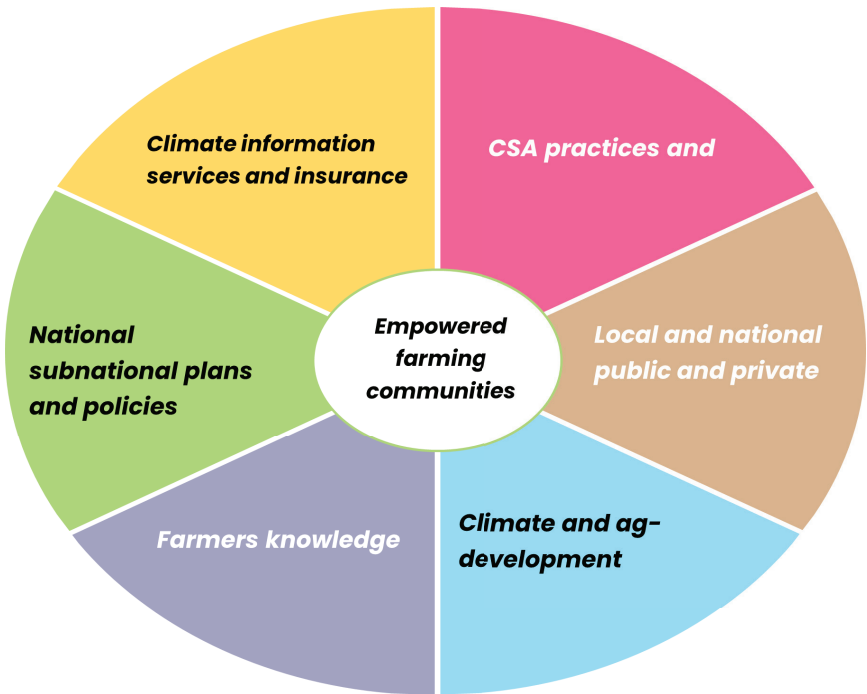 Climate information
services and insurance
CSA practices and
Local and national
public and private
Climate and ag-
development
Farmers knowledge
National
subnational plans
and policies
Empowered
farming
communities